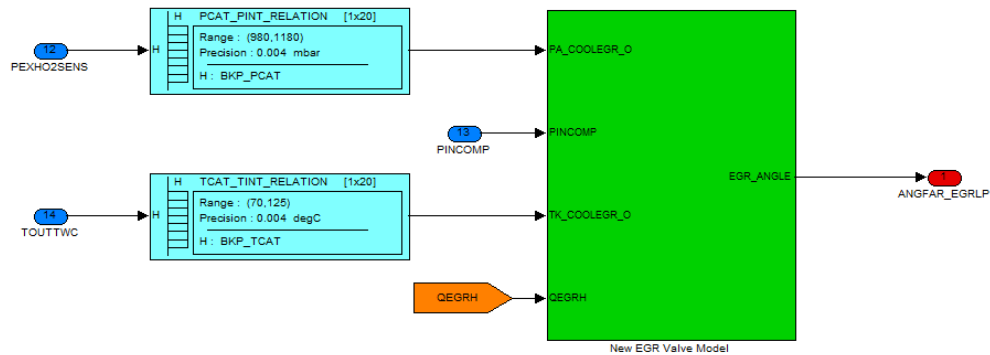 H PCAT_PINT_RELATION [1x20]
Range : (980,1180)
Precision : 0.004 mbar
H : BKP_PCAT
H
12
PEXHO2SENS
PA_COOLEGR_O
13
PINCOMP
PINCOMP
EGR_ANGLE
ANGFAR_EGRLP
H TCAT_TINT_RELATION [1x20]
Range : (70,125)
Precision : 0.004 degC
H : BKP_TCAT
H
14
TOUTTWC
TK_COOLEGR_O
QEGRH
QEGRH
New EGR Valve Model